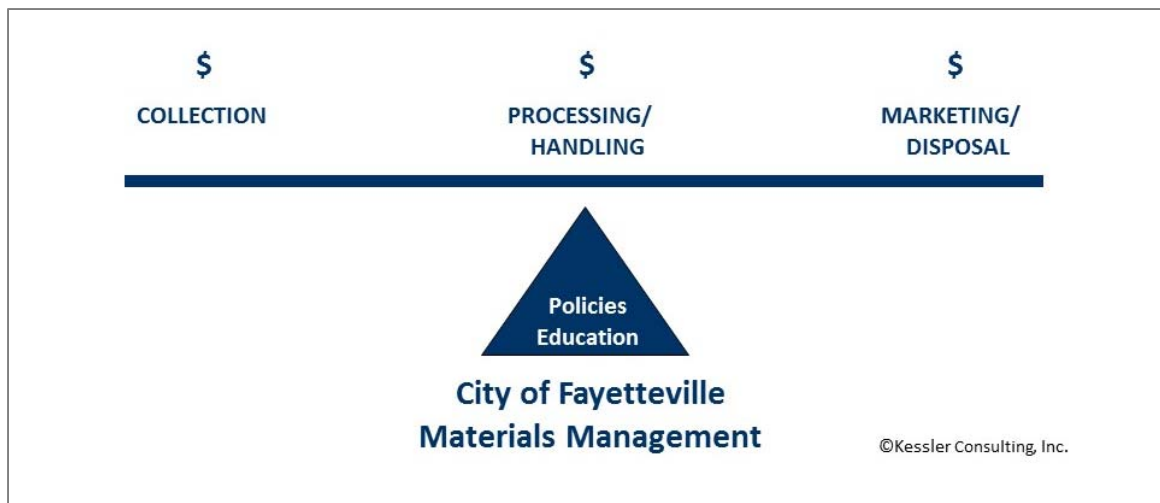 $ $ $
COLLECTION PROCESSING/ MARKETING/
HANDLING DISPOSAL
Policies
Education
City of Fayetteville
Materials Management
©Kessler Consulting, Inc.